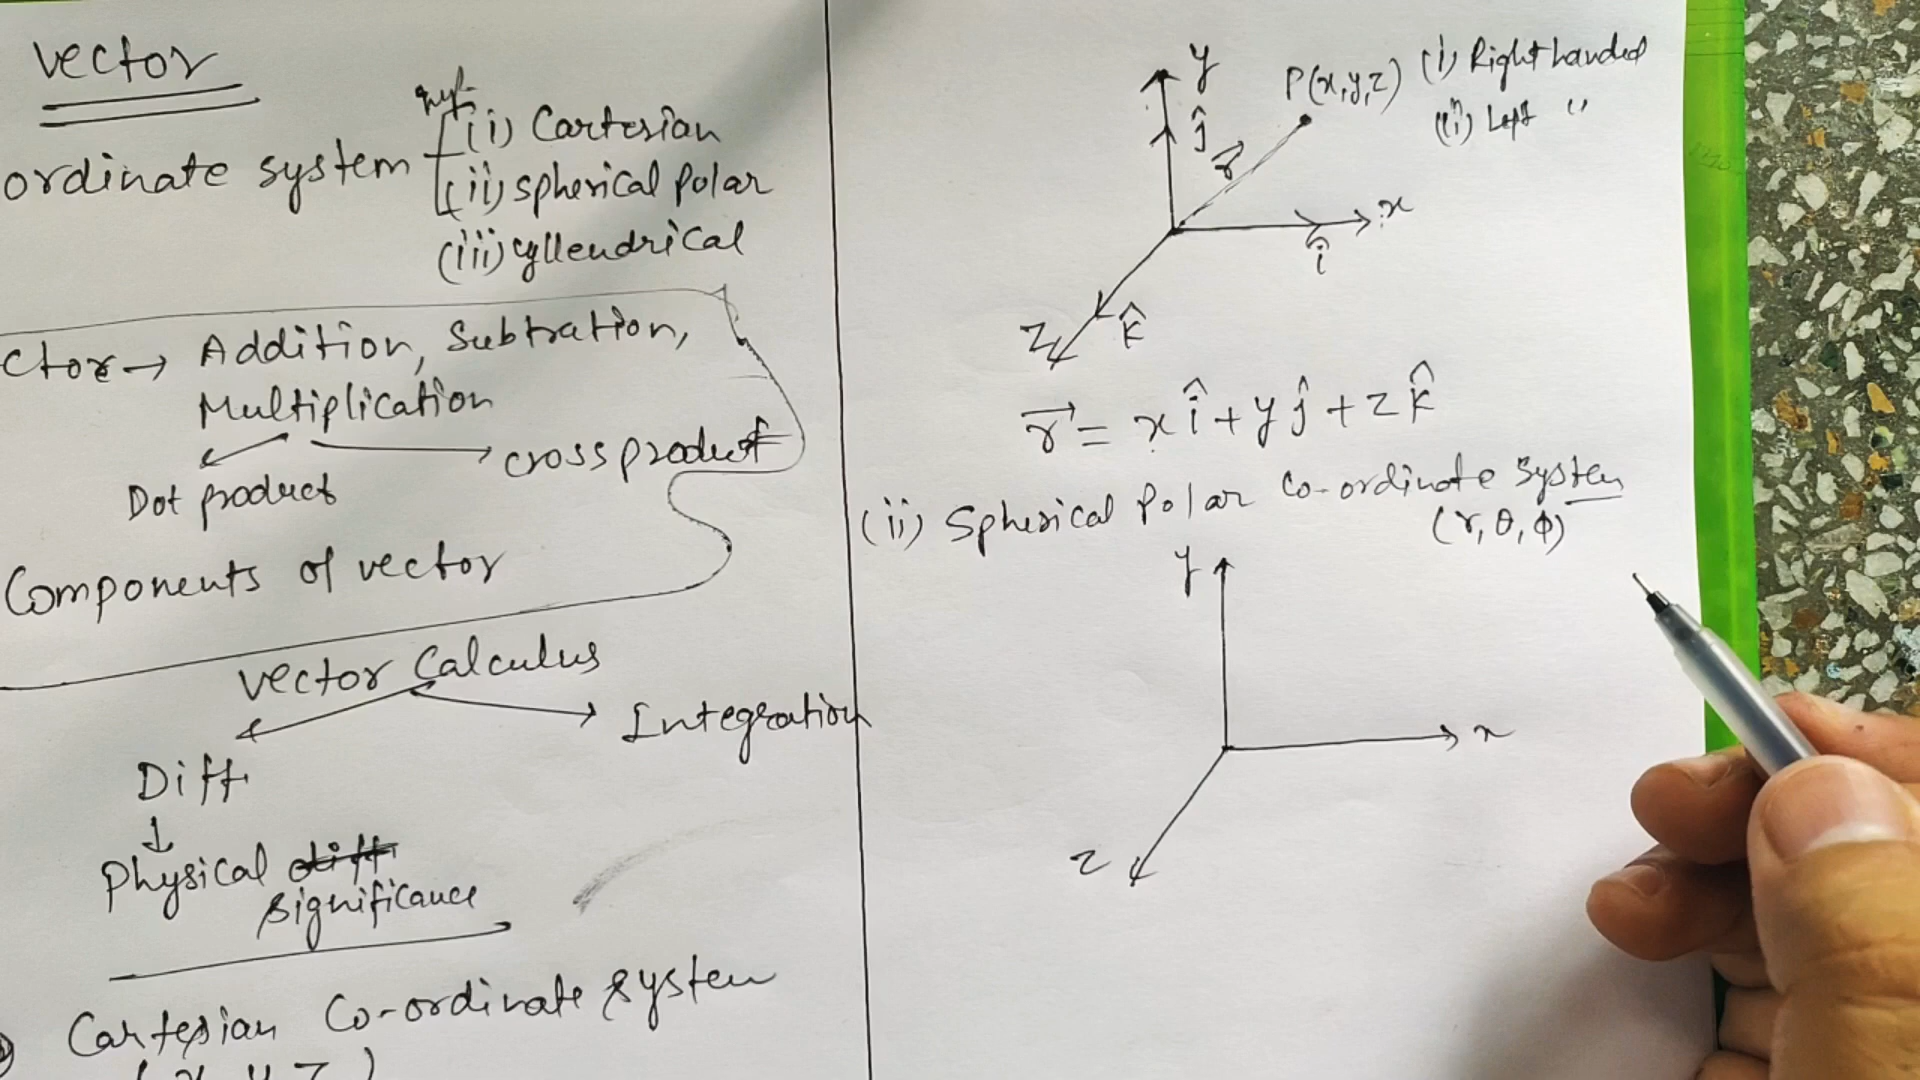 vector
ordinate system
(i) Cartesian
(ii) spherical polar
(iii) cyllendrical
ctor → Addition, Subtration,
Multiplication
Dot product
cross product
Components of vector
vector Calculus
Diff.
Integration
Physical
significance
Cartesian Co-ordinate system
(x, y, z)
y
P(x,y,z)
(i) Right handed
(ii) Left "
ĵ
r⃗
x
î
z
k̂
r⃗ = x î + y ĵ + z k̂
(ii) Spherical Polar Co-ordinate system
(r, θ, ϕ)
y
x
z